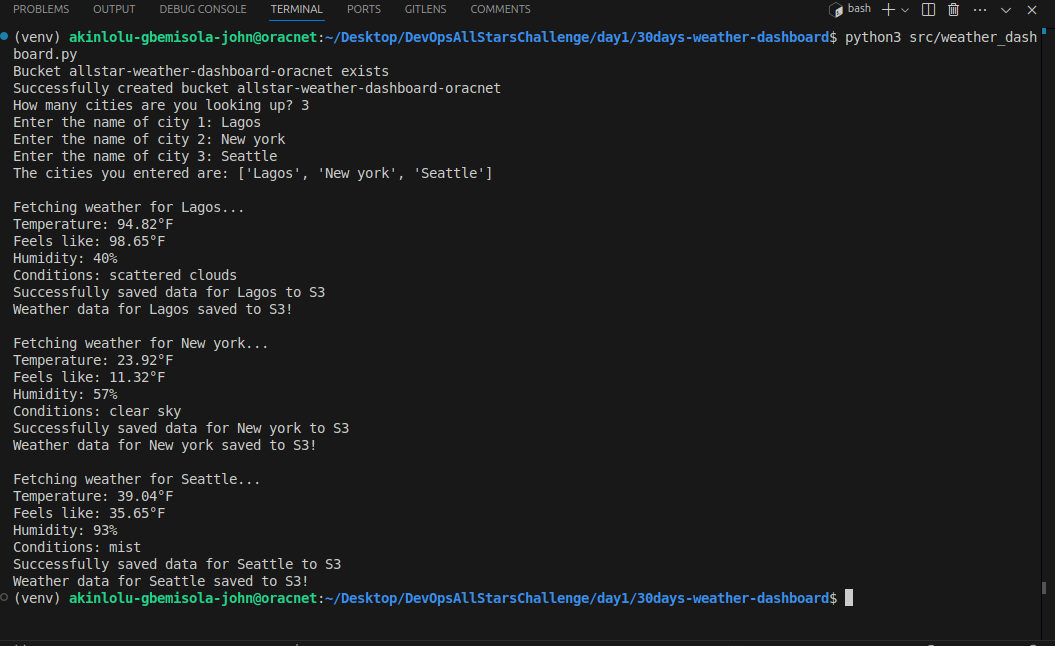 PROBLEMS OUTPUT DEBUG CONSOLE TERMINAL PORTS GITLENS COMMENTS bash
(venv) akinlolu-gbemisola-john@oracnet:~/Desktop/DevOpsAllStarsChallenge/day1/30days-weather-dashboard$ python3 src/weather_dash
board.py
Bucket allstar-weather-dashboard-oracnet exists
Successfully created bucket allstar-weather-dashboard-oracnet
How many cities are you looking up? 3
Enter the name of city 1: Lagos
Enter the name of city 2: New york
Enter the name of city 3: Seattle
The cities you entered are: ['Lagos', 'New york', 'Seattle']
Fetching weather for Lagos...
Temperature: 94.82°F
Feels like: 98.65°F
Humidity: 40%
Conditions: scattered clouds
Successfully saved data for Lagos to S3
Weather data for Lagos saved to S3!
Fetching weather for New york...
Temperature: 23.92°F
Feels like: 11.32°F
Humidity: 57%
Conditions: clear sky
Successfully saved data for New york to S3
Weather data for New york saved to S3!
Fetching weather for Seattle...
Temperature: 39.04°F
Feels like: 35.65°F
Humidity: 93%
Conditions: mist
Successfully saved data for Seattle to S3
Weather data for Seattle saved to S3!
(venv) akinlolu-gbemisola-john@oracnet:~/Desktop/DevOpsAllStarsChallenge/day1/30days-weather-dashboard$